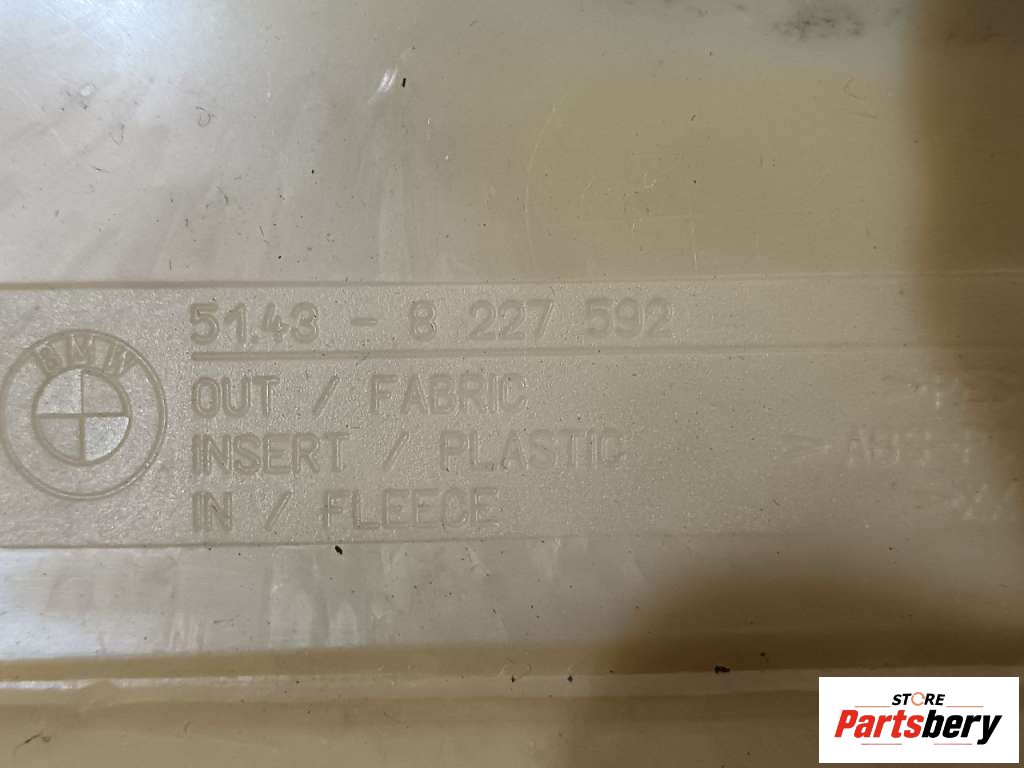 51.43 - 8 227 592
BMW
OUT / FABRIC
INSERT / PLASTIC
IN / FLEECE
STORE
Partsbery